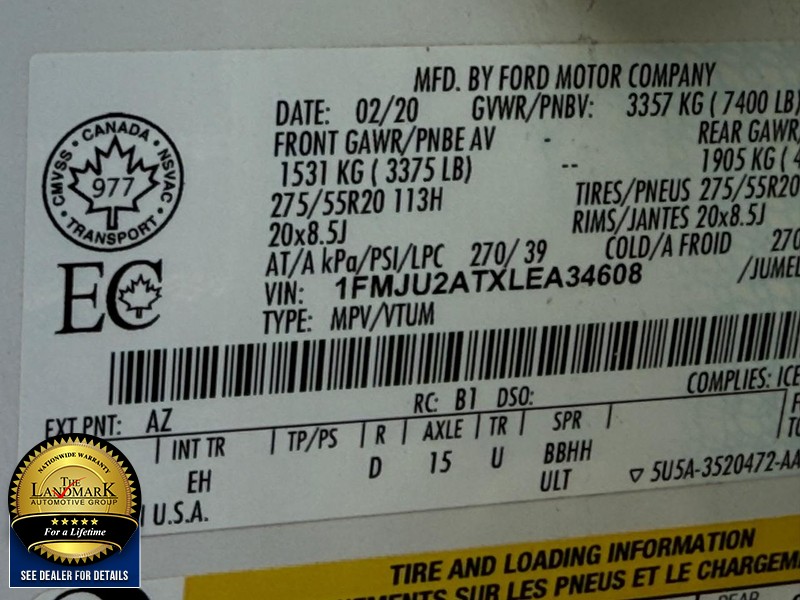 MFD. BY FORD MOTOR COMPANY
DATE: 02/20 GVWR/PNBV: 3357 KG ( 7400 LB)
FRONT GAWR/PNBE AV - REAR GAWR
1531 KG ( 3375 LB) -- 1905 KG ( 4
275/55R20 113H TIRES/PNEUS 275/55R20
20x8.5J RIMS/JANTES 20x8.5J
AT/A kPa/PSI/LPC 270/ 39 COLD/A FROID 270
VIN: 1FMJU2ATXLEA34608 /JUMEL
TYPE: MPV/VTUM
CANADA
CMVSS • NSVAC
977
TRANSPORT
EC
COMPLIES: ICE
EXT PNT: AZ RC: B1 DSO:
INT TR TP/PS R AXLE TR SPR
EH D 15 U BBHH
ULT ▽ 5U5A-3520472-AA
U.S.A.
TIRE AND LOADING INFORMATION
SUR LES PNEUS ET LE CHARGEM
NATIONWIDE WARRANTY
THE
LANDMARK
AUTOMOTIVE GROUP
For a Lifetime
SEE DEALER FOR DETAILS